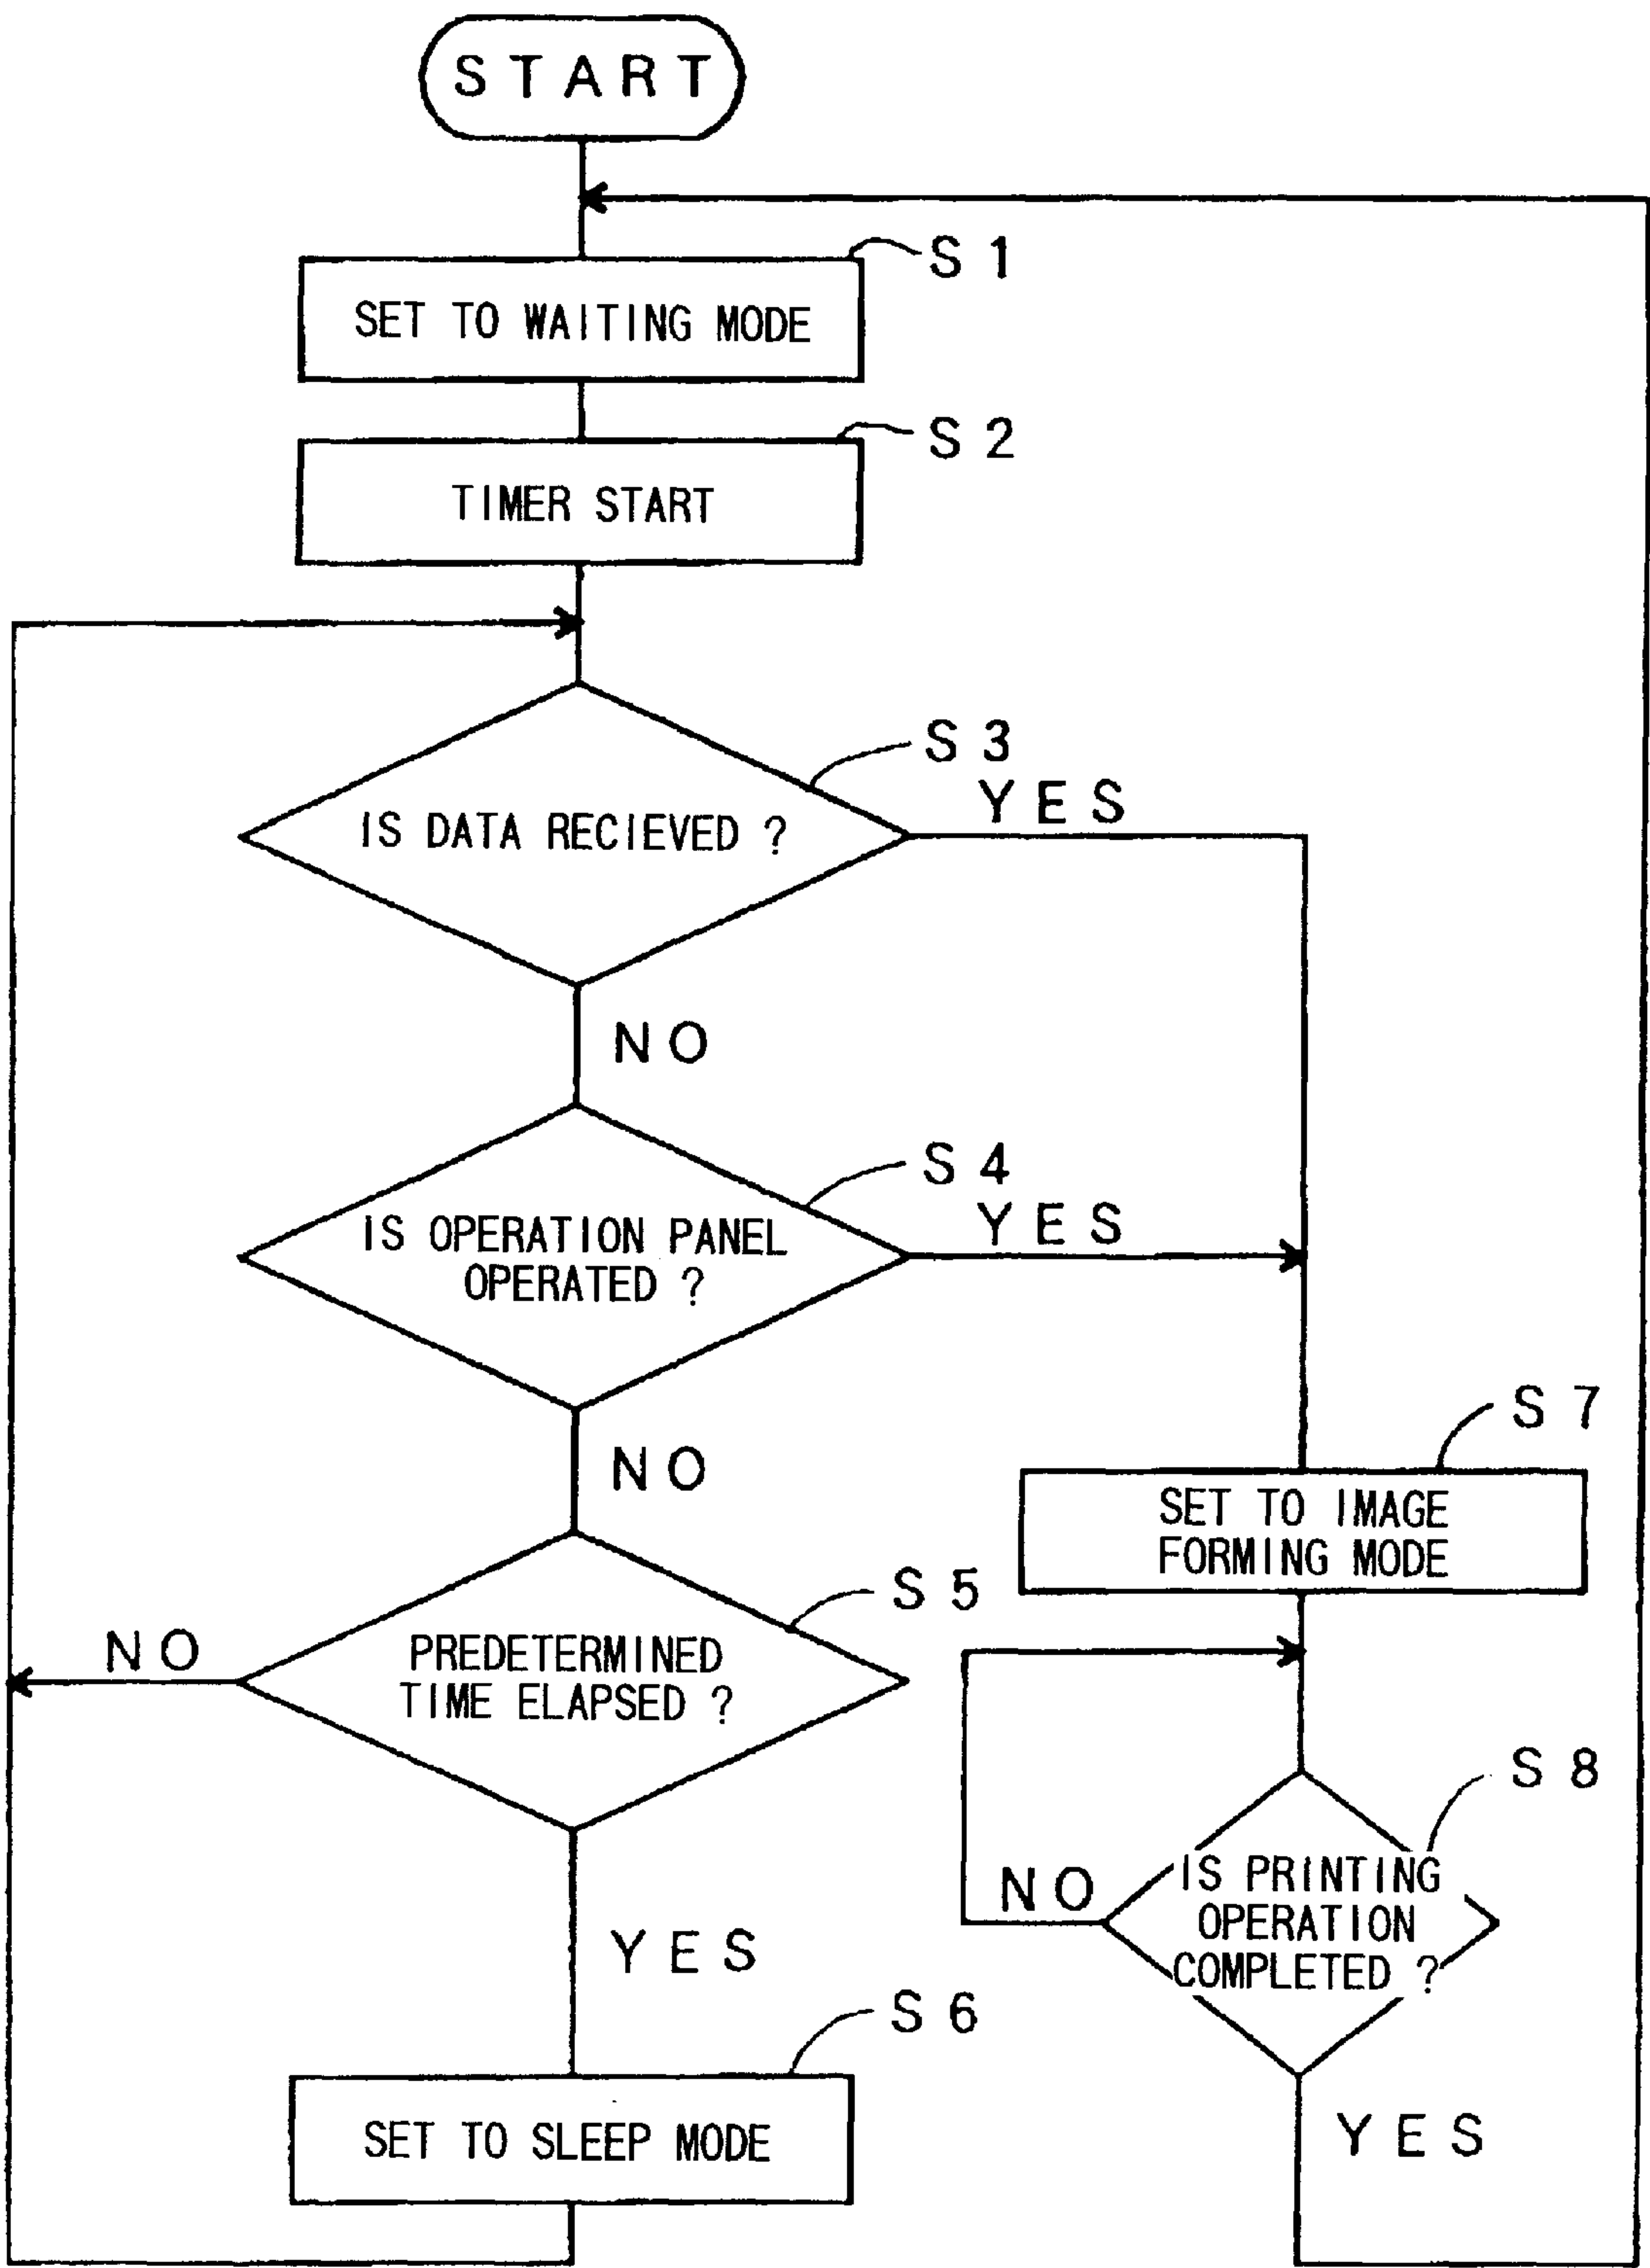 START
S1
SET TO WAITING MODE
S2
TIMER START
S3
YES
IS DATA RECIEVED ?
NO
S4
YES
IS OPERATION PANEL
OPERATED ?
NO
S7
SET TO IMAGE
FORMING MODE
S5
NO
PREDETERMINED
TIME ELAPSED ?
S8
NO
IS PRINTING
OPERATION
COMPLETED ?
YES
S6
SET TO SLEEP MODE
YES